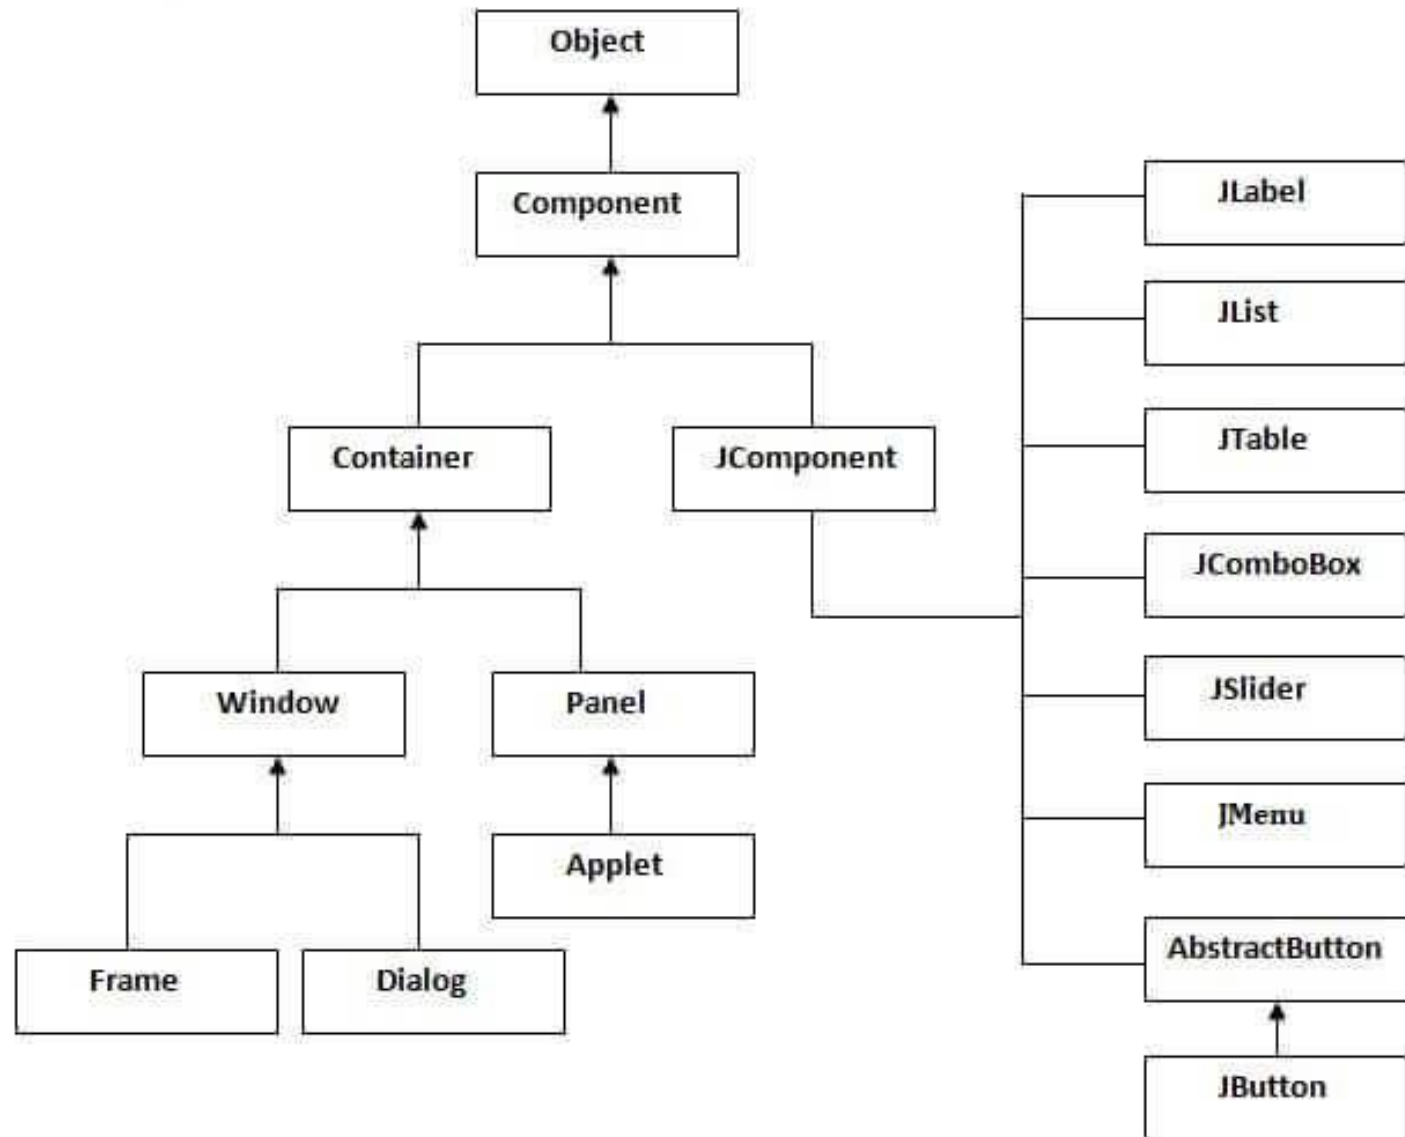 Object
Component
Container
JComponent
Window
Panel
Applet
Frame
Dialog
JLabel
JList
JTable
JComboBox
JSlider
JMenu
AbstractButton
JButton